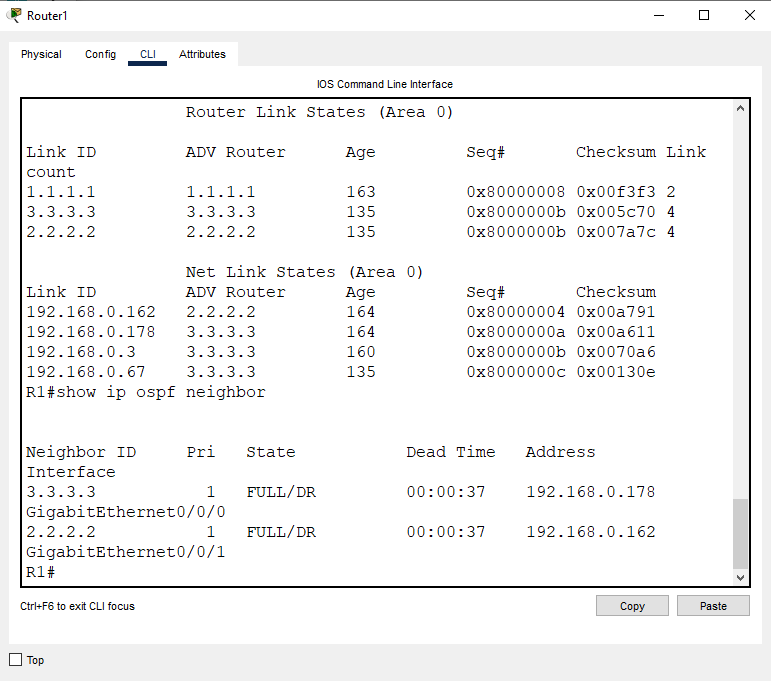 Router1
Physical Config CLI Attributes
IOS Command Line Interface
Router Link States (Area 0)
Link ID ADV Router Age Seq# Checksum Link
count
1.1.1.1 1.1.1.1 163 0x80000008 0x00f3f3 2
3.3.3.3 3.3.3.3 135 0x8000000b 0x005c70 4
2.2.2.2 2.2.2.2 135 0x8000000b 0x007a7c 4
Net Link States (Area 0)
Link ID ADV Router Age Seq# Checksum
192.168.0.162 2.2.2.2 164 0x80000004 0x00a791
192.168.0.178 3.3.3.3 164 0x8000000a 0x00a611
192.168.0.3 3.3.3.3 160 0x8000000b 0x0070a6
192.168.0.67 3.3.3.3 135 0x8000000c 0x00130e
R1#show ip ospf neighbor
Neighbor ID Pri State Dead Time Address
Interface
3.3.3.3 1 FULL/DR 00:00:37 192.168.0.178
GigabitEthernet0/0/0
2.2.2.2 1 FULL/DR 00:00:37 192.168.0.162
GigabitEthernet0/0/1
R1#
Ctrl+F6 to exit CLI focus Copy Paste
Top